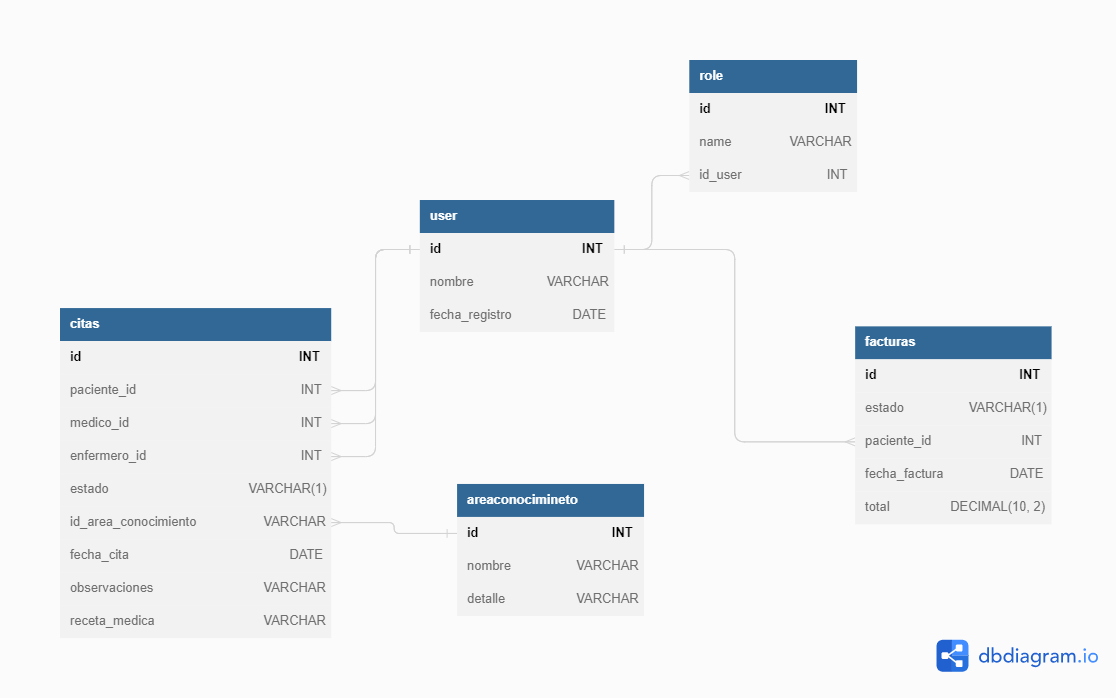 role
id INT
name VARCHAR
id_user INT
user
id INT
nombre VARCHAR
fecha_registro DATE
citas
id INT
paciente_id INT
medico_id INT
enfermero_id INT
estado VARCHAR(1)
id_area_conocimiento VARCHAR
fecha_cita DATE
observaciones VARCHAR
receta_medica VARCHAR
facturas
id INT
estado VARCHAR(1)
paciente_id INT
fecha_factura DATE
total DECIMAL(10, 2)
areaconocimineto
id INT
nombre VARCHAR
detalle VARCHAR
dbdiagram.io